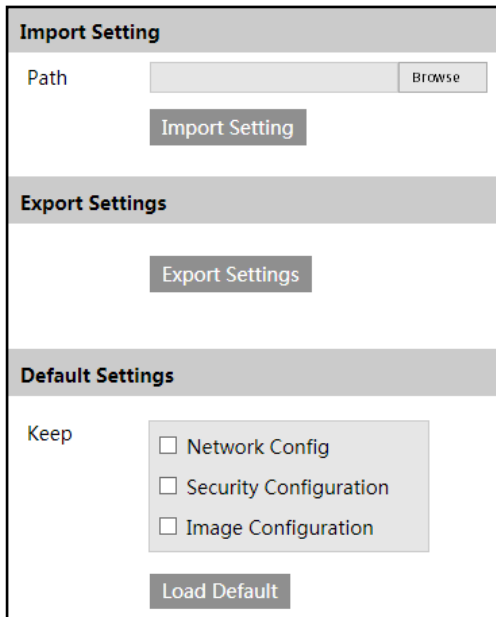 Import Setting
Path Browse
Import Setting
Export Settings
Export Settings
Default Settings
Keep
Network Config
Security Configuration
Image Configuration
Load Default